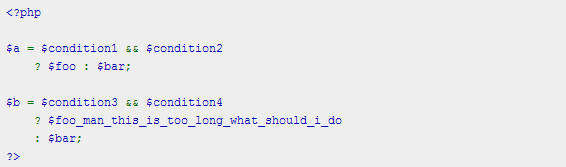 <?php
$a = $condition1 && $condition2
    ? $foo : $bar;
$b = $condition3 && $condition4
    ? $foo_man_this_is_too_long_what_should_i_do
    : $bar;
?>